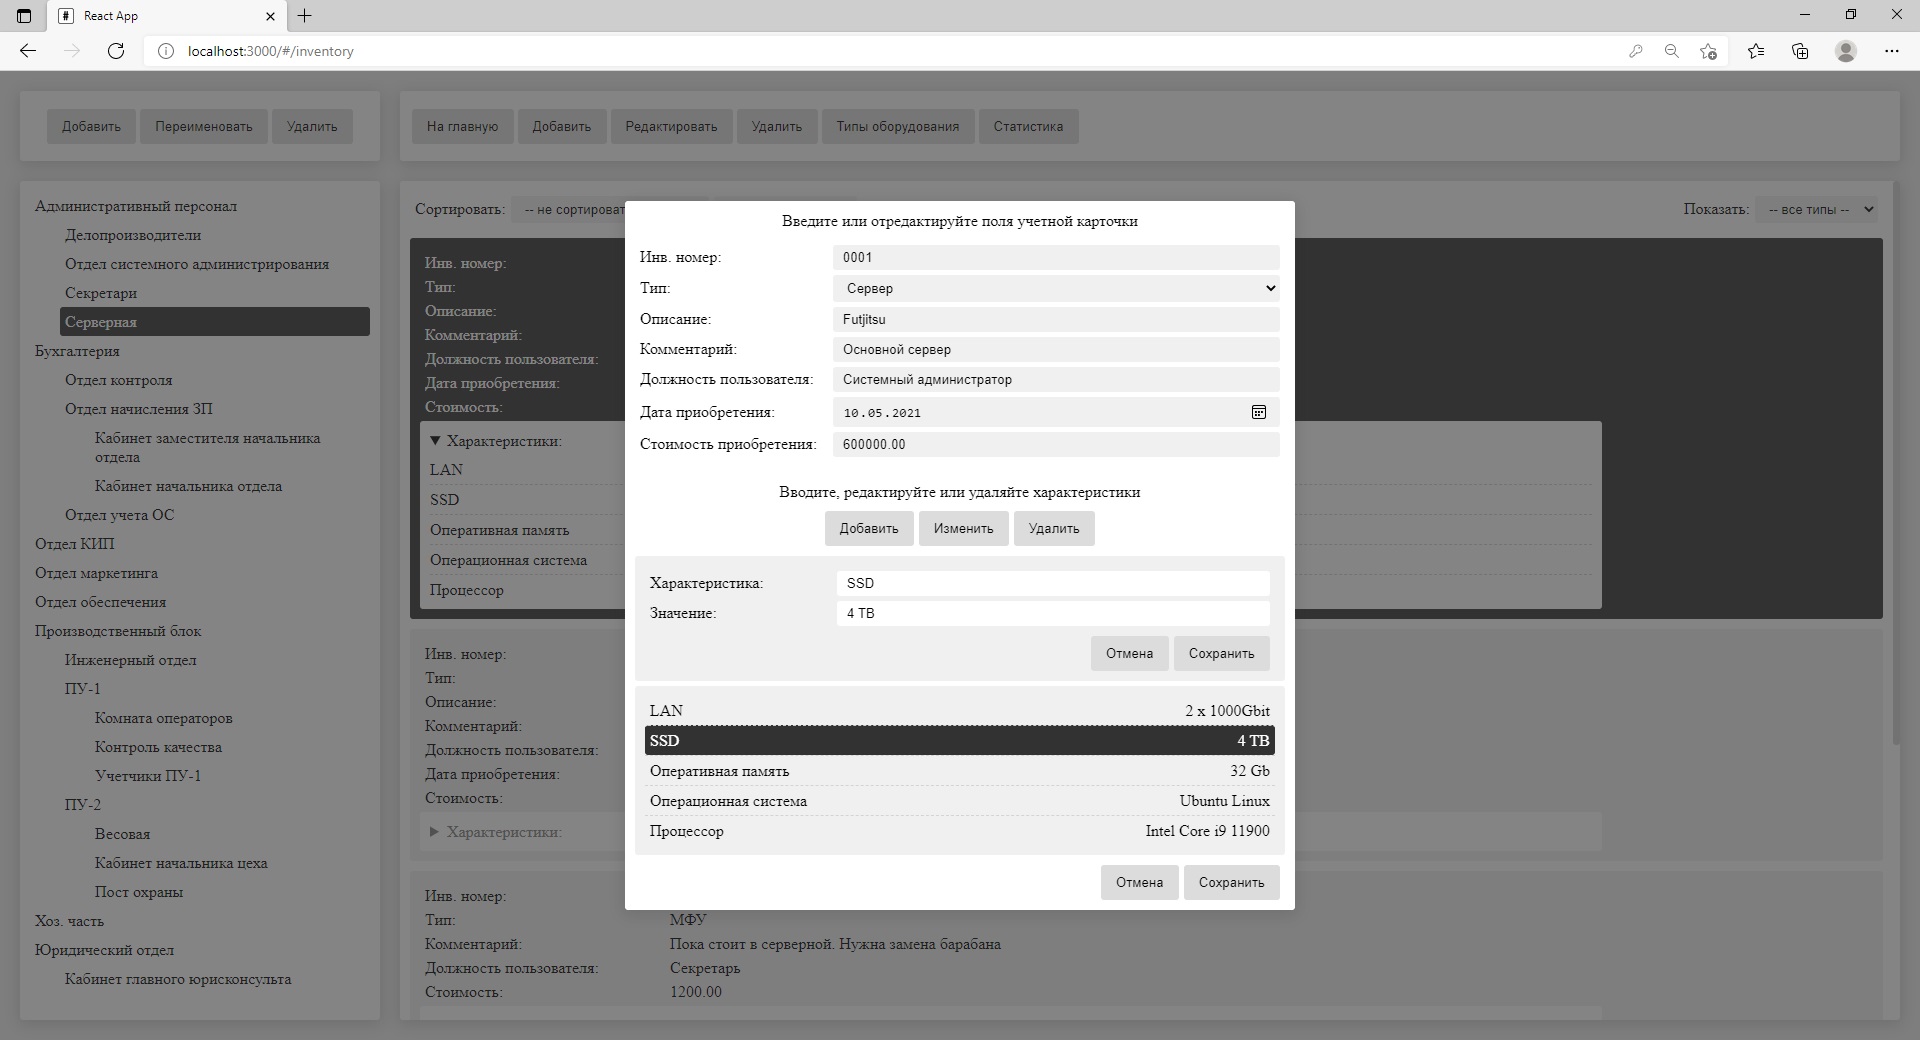 React App
localhost:3000/#/inventory
Добавить Переименовать Удалить
На главную Добавить Редактировать Удалить Типы оборудования Статистика
Административный персонал
Делопроизводители
Отдел системного администрирования
Секретари
Серверная
Бухгалтерия
Отдел контроля
Отдел начисления ЗП
Кабинет заместителя начальника
отдела
Кабинет начальника отдела
Отдел учета ОС
Отдел КИП
Отдел маркетинга
Отдел обеспечения
Производственный блок
Инженерный отдел
ПУ-1
Комната операторов
Контроль качества
Учетчики ПУ-1
ПУ-2
Весовая
Кабинет начальника цеха
Пост охраны
Хоз. часть
Юридический отдел
Кабинет главного юрисконсульта
Сортировать: -- не сортироват
Показать: -- все типы --
Инв. номер:
Тип:
Описание:
Комментарий:
Должность пользователя:
Дата приобретения:
Стоимость:
Характеристики:
LAN
SSD
Оперативная память
Операционная система
Процессор
Инв. номер:
Тип:
Описание:
Комментарий:
Должность пользователя:
Дата приобретения:
Стоимость:
Характеристики:
Инв. номер:
Тип: МФУ
Комментарий: Пока стоит в серверной. Нужна замена барабана
Должность пользователя: Секретарь
Стоимость: 1200.00
Введите или отредактируйте поля учетной карточки
Инв. номер: 0001
Тип: Сервер
Описание: Futjitsu
Комментарий: Основной сервер
Должность пользователя: Системный администратор
Дата приобретения: 10.05.2021
Стоимость приобретения: 600000.00
Вводите, редактируйте или удаляйте характеристики
Добавить Изменить Удалить
Характеристика: SSD
Значение: 4 TB
Отмена Сохранить
LAN 2 x 1000Gbit
SSD 4 TB
Оперативная память 32 Gb
Операционная система Ubuntu Linux
Процессор Intel Core i9 11900
Отмена Сохранить